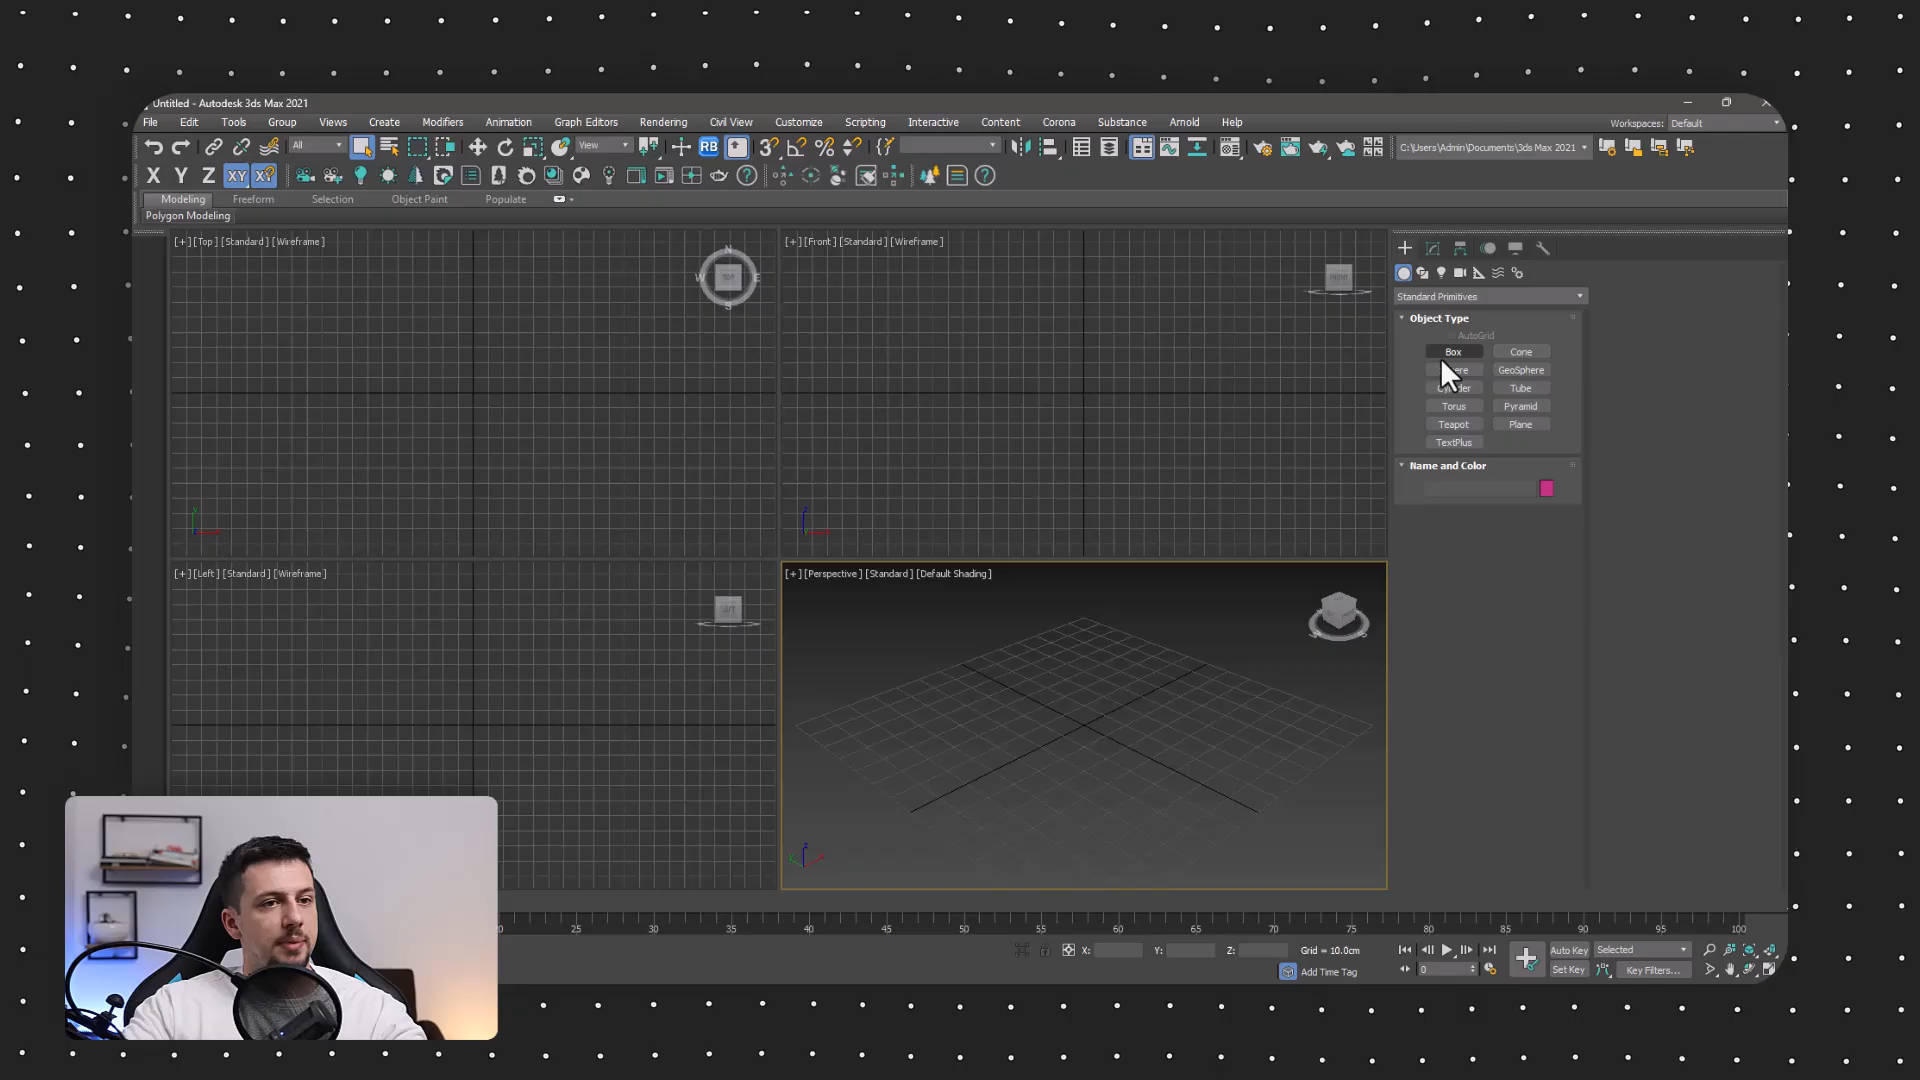 Untitled - Autodesk 3ds Max 2021
File Edit Tools Group Views Create Modifiers Animation Graph Editors Rendering Civil View Customize Scripting Interactive Content Corona Substance Arnold Help
Workspaces: Default
All View RB C:\Users\Admin\Documents\3ds Max 2021
X Y Z XY
Modeling Freeform Selection Object Paint Populate
Polygon Modeling
[+] [Top] [Standard] [Wireframe]
N
W TOP E
S
[+] [Front] [Standard] [Wireframe]
FRONT
Standard Primitives
Object Type
AutoGrid
Box Cone
GeoSphere
Tube
Torus Pyramid
Teapot Plane
TextPlus
Name and Color
[+] [Left] [Standard] [Wireframe]
LEFT
[+] [Perspective] [Standard] [Default Shading]
25 30 35 40 45 50 55 60 65 70 75 80 85 90 95 100
X: Y: Z: Grid = 10.0cm
Add Time Tag
0
Auto Key Selected
Set Key Key Filters...